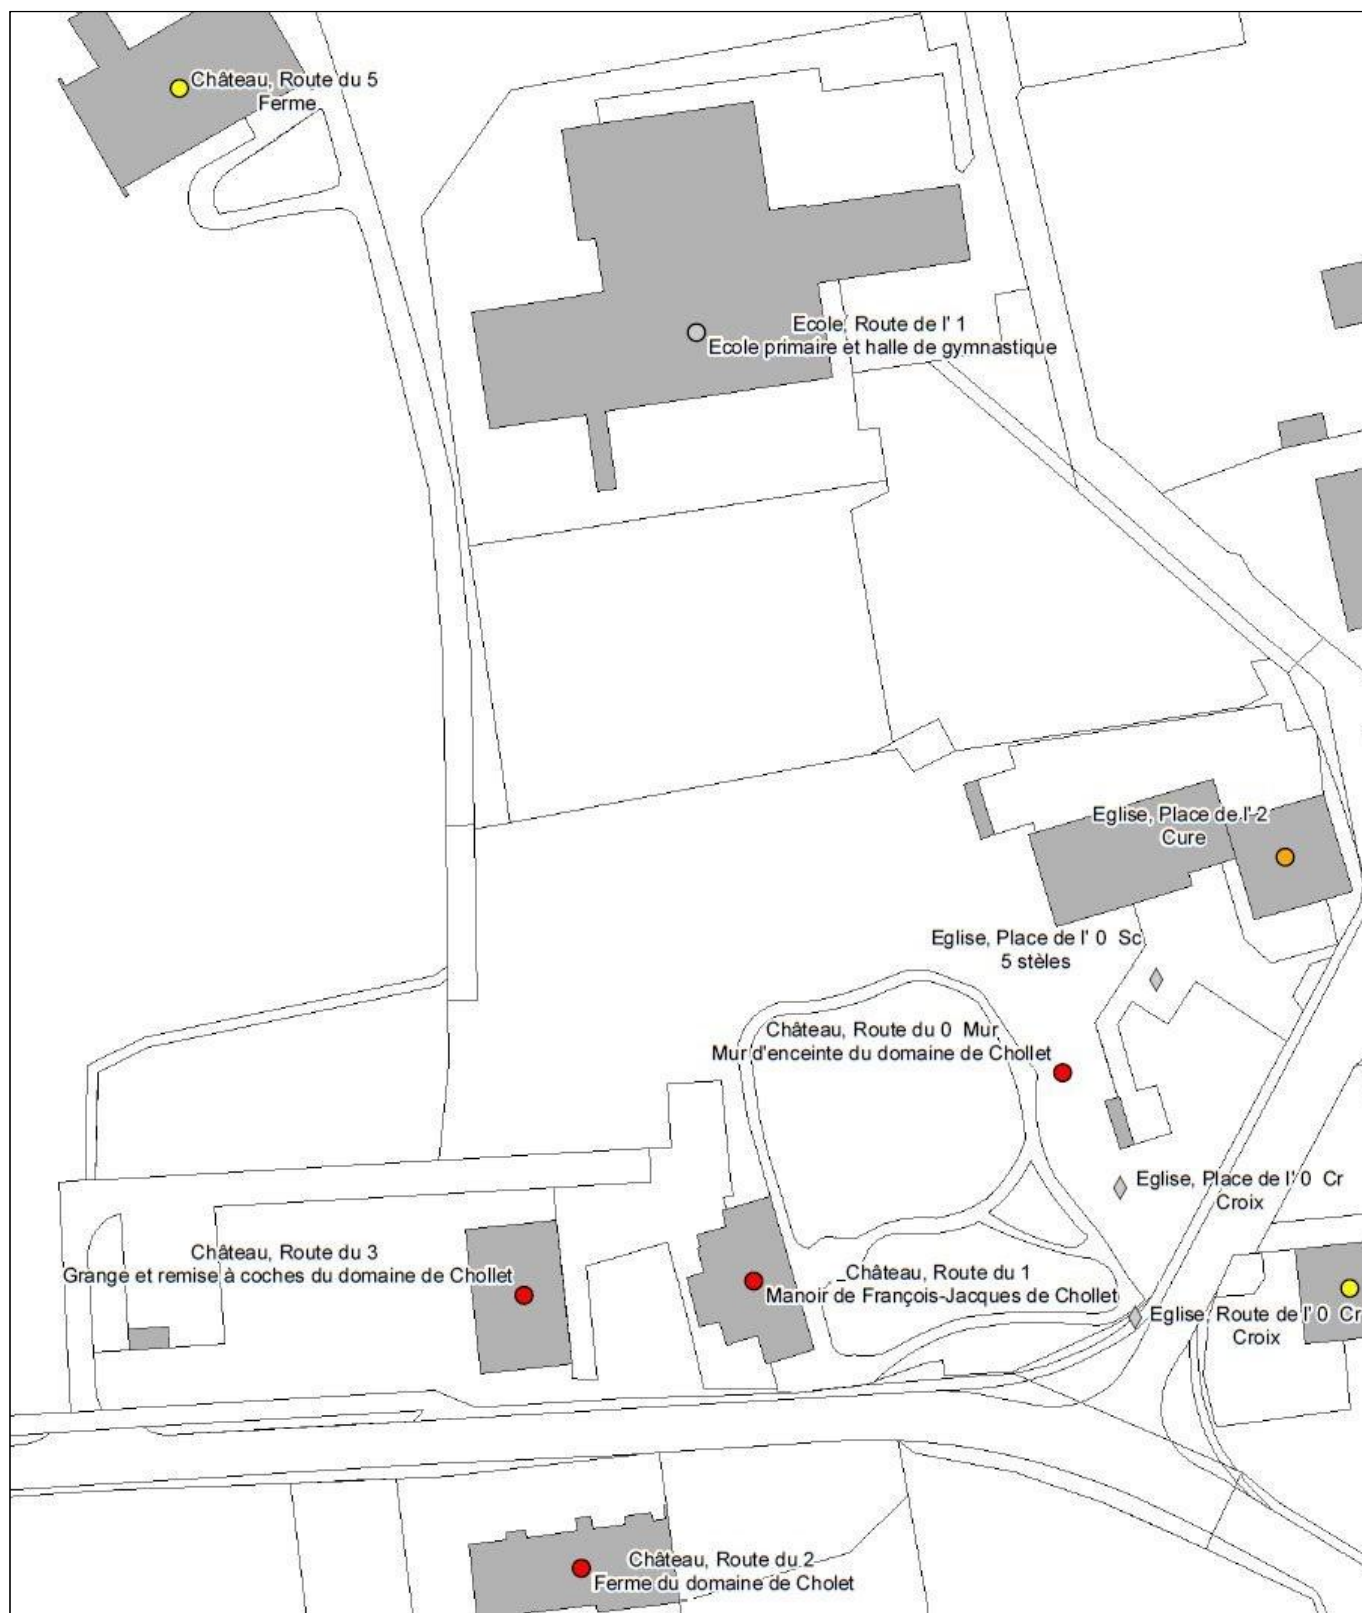 Château, Route du 5
Ferme
Ecole, Route de l' 1
Ecole primaire et halle de gymnastique
Eglise, Place de l' 2
Cure
Eglise, Place de l' 0 Sc
5 stèles
Château, Route du 0 Mur
Mur d'enceinte du domaine de Chollet
Eglise, Place de l' 0 Cr
Croix
Château, Route du 3
Grange et remise à coches du domaine de Chollet
Château, Route du 1
Manoir de François-Jacques de Chollet
Eglise, Route de l' 0 Cr
Croix
Château, Route du 2
Ferme du domaine de Cholet